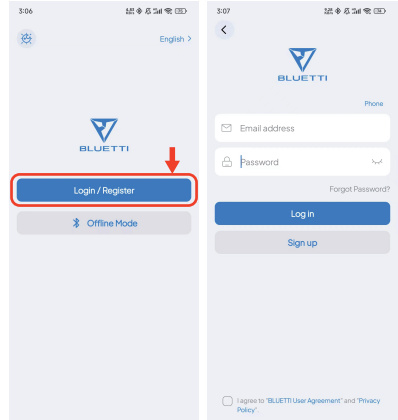 3:06
English >
BLUETTI
Login / Register
Offline Mode
3:07
BLUETTI
Phone
Email address
Password
Forgot Password?
Log in
Sign up
I agree to "BLUETTI User Agreement" and "Privacy
Policy".